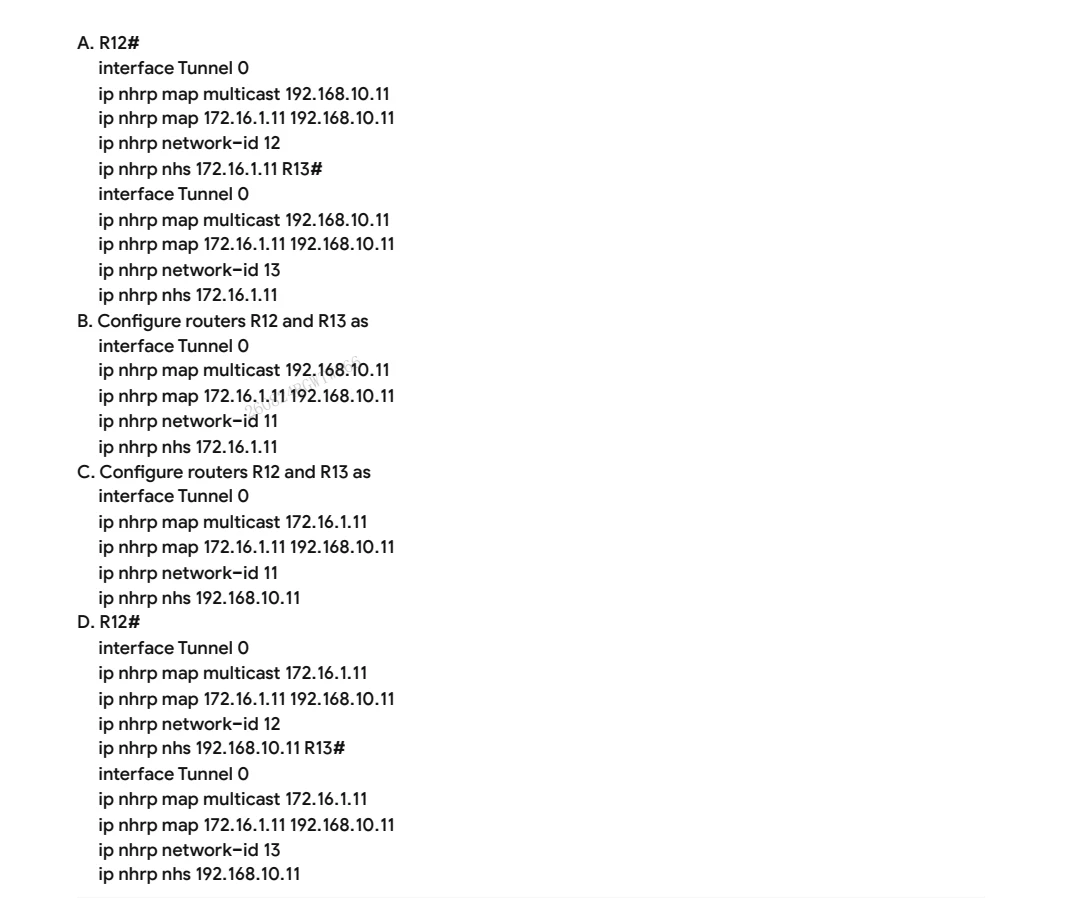 A. R12#
interface Tunnel 0
ip nhrp map multicast 192.168.10.11
ip nhrp map 172.16.1.11 192.168.10.11
ip nhrp network-id 12
ip nhrp nhs 172.16.1.11 R13#
interface Tunnel 0
ip nhrp map multicast 192.168.10.11
ip nhrp map 172.16.1.11 192.168.10.11
ip nhrp network-id 13
ip nhrp nhs 172.16.1.11
B. Configure routers R12 and R13 as
interface Tunnel 0
ip nhrp map multicast 192.168.10.11
ip nhrp map 172.16.1.11 192.168.10.11
ip nhrp network-id 11
ip nhrp nhs 172.16.1.11
C. Configure routers R12 and R13 as
interface Tunnel 0
ip nhrp map multicast 172.16.1.11
ip nhrp map 172.16.1.11 192.168.10.11
ip nhrp network-id 11
ip nhrp nhs 192.168.10.11
D. R12#
interface Tunnel 0
ip nhrp map multicast 172.16.1.11
ip nhrp map 172.16.1.11 192.168.10.11
ip nhrp network-id 12
ip nhrp nhs 192.168.10.11 R13#
interface Tunnel 0
ip nhrp map multicast 172.16.1.11
ip nhrp map 172.16.1.11 192.168.10.11
ip nhrp network-id 13
ip nhrp nhs 192.168.10.11